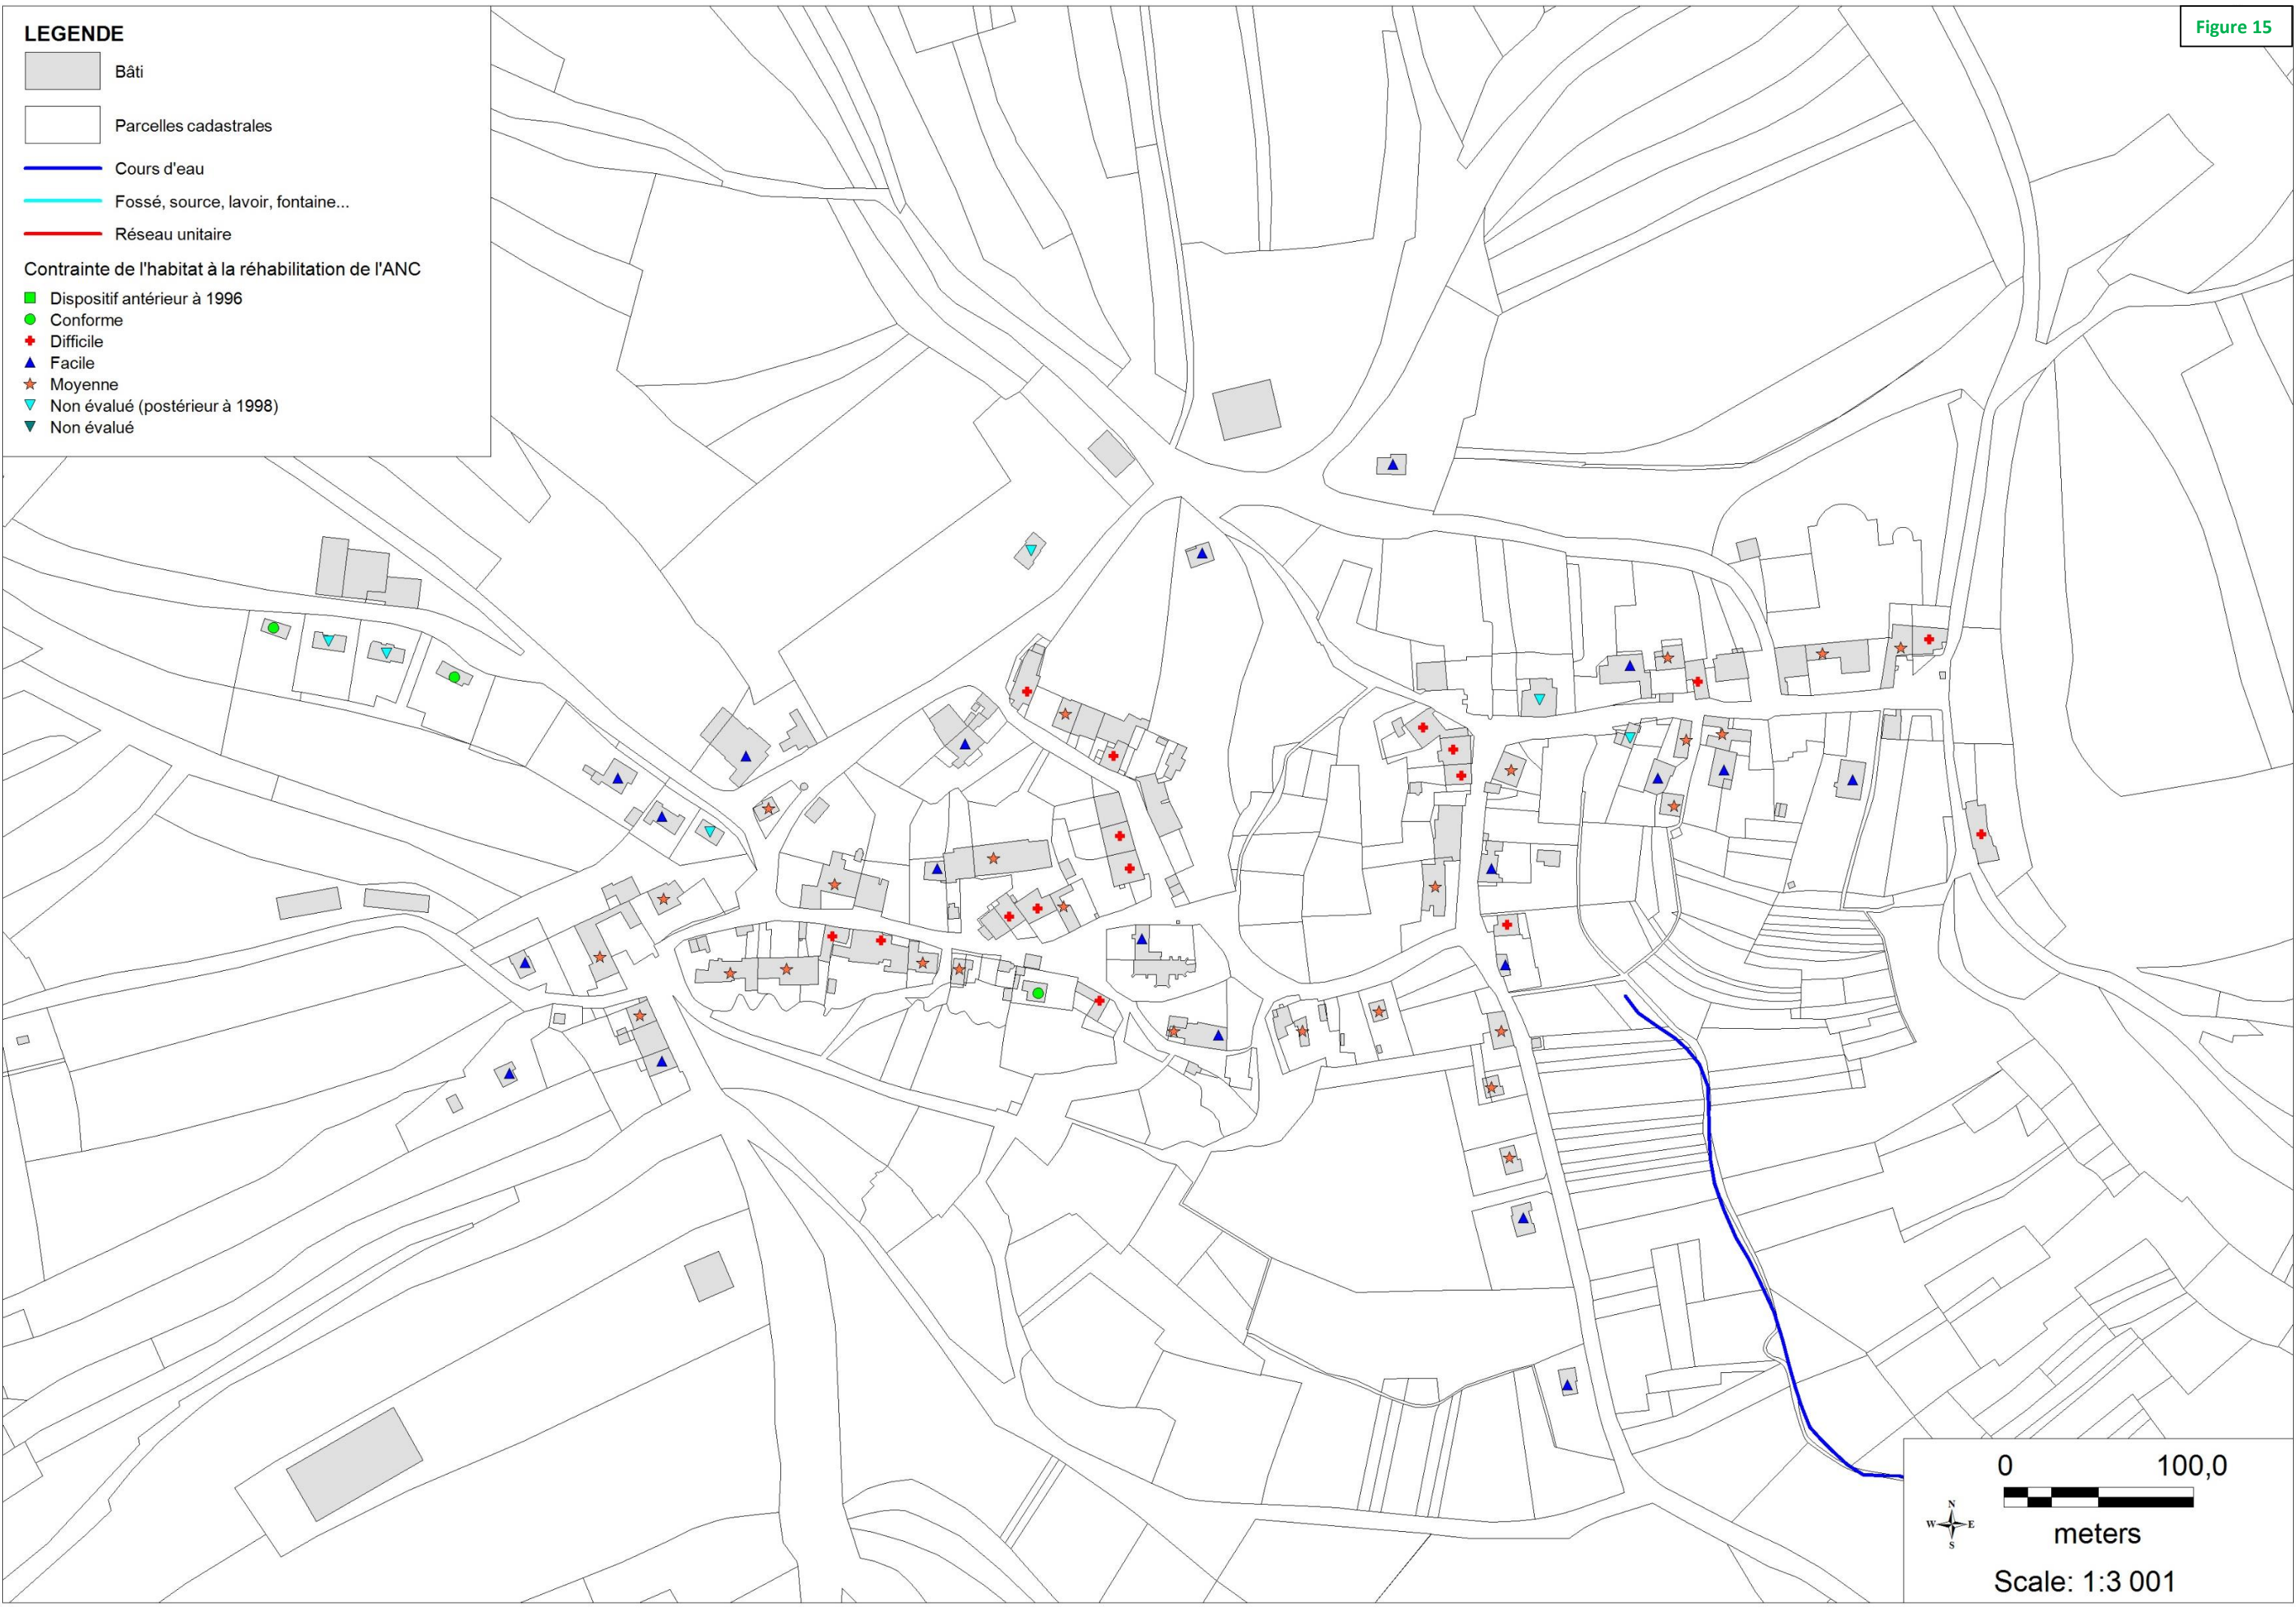 Figure 15
LEGENDE
Bâti
Parcelles cadastrales
Cours d'eau
Fossé, source, lavoir, fontaine...
Réseau unitaire
Contrainte de l'habitat à la réhabilitation de l'ANC
Dispositif antérieur à 1996
Conforme
Difficile
Facile
Moyenne
Non évalué (postérieur à 1998)
Non évalué
0 100,0
N
W E
S
meters
Scale: 1:3 001